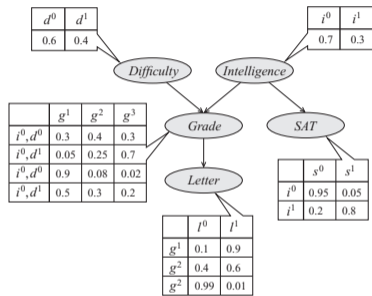 d⁰ d¹
0.6 0.4
i⁰ i¹
0.7 0.3
Difficulty
Intelligence
g¹ g² g³
i⁰, d⁰ 0.3 0.4 0.3
i⁰, d¹ 0.05 0.25 0.7
i⁰, d⁰ 0.9 0.08 0.02
i⁰, d¹ 0.5 0.3 0.2
Grade
SAT
Letter
s⁰ s¹
i⁰ 0.95 0.05
i¹ 0.2 0.8
l⁰ l¹
g¹ 0.1 0.9
g² 0.4 0.6
g² 0.99 0.01